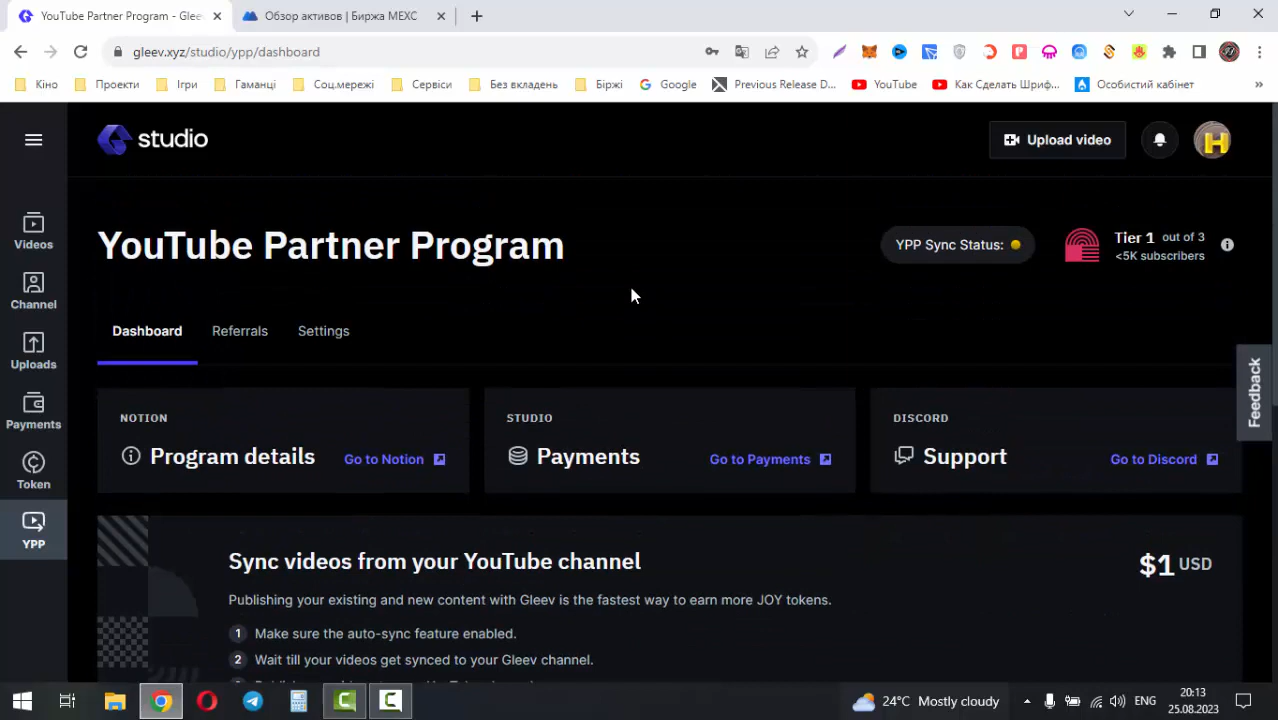 YouTube Partner Program - Glee
Обзор активов | Биржа MEXC
gleev.xyz/studio/ypp/dashboard
Кіно
Проекти
Ігри
Гаманці
Соц.мережі
Сервіси
Без вкладень
Біржі
Google
Previous Release D...
YouTube
Как Сделать Шриф...
Особистий кабінет
»
studio
Upload video
YouTube Partner Program
YPP Sync Status:
Tier 1 out of 3
<5K subscribers
Videos
Channel
Uploads
Payments
Token
YPP
Dashboard
Referrals
Settings
Feedback
NOTION
Program details
Go to Notion
STUDIO
Payments
Go to Payments
DISCORD
Support
Go to Discord
Sync videos from your YouTube channel
$1 USD
Publishing your existing and new content with Gleev is the fastest way to earn more JOY tokens.
1 Make sure the auto-sync feature enabled.
2 Wait till your videos get synced to your Gleev channel.
24°C Mostly cloudy
ENG
20:13
25.08.2023